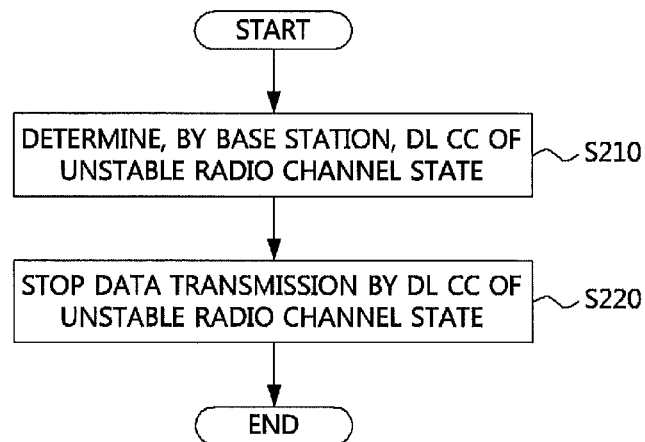 START
DETERMINE, BY BASE STATION, DL CC OF
UNSTABLE RADIO CHANNEL STATE
S210
STOP DATA TRANSMISSION BY DL CC OF
UNSTABLE RADIO CHANNEL STATE
S220
END